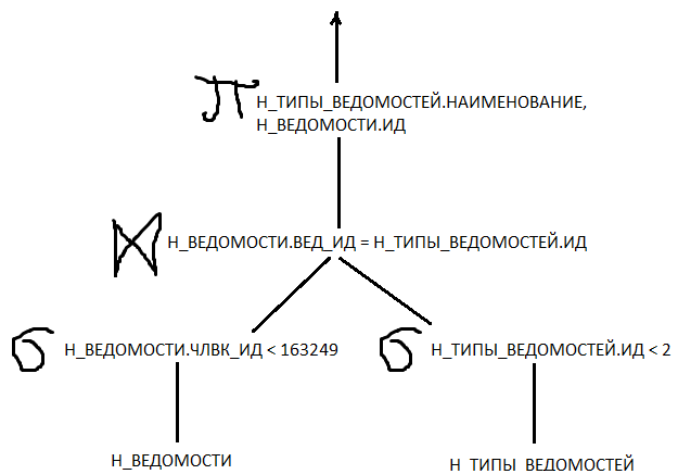 π Н_ТИПЫ_ВЕДОМОСТЕЙ.НАИМЕНОВАНИЕ,
Н_ВЕДОМОСТИ.ИД
⋈ Н_ВЕДОМОСТИ.ВЕД_ИД = Н_ТИПЫ_ВЕДОМОСТЕЙ.ИД
σ Н_ВЕДОМОСТИ.ЧЛВК_ИД < 163249
σ Н_ТИПЫ_ВЕДОМОСТЕЙ.ИД < 2
Н_ВЕДОМОСТИ
Н_ТИПЫ_ВЕДОМОСТЕЙ